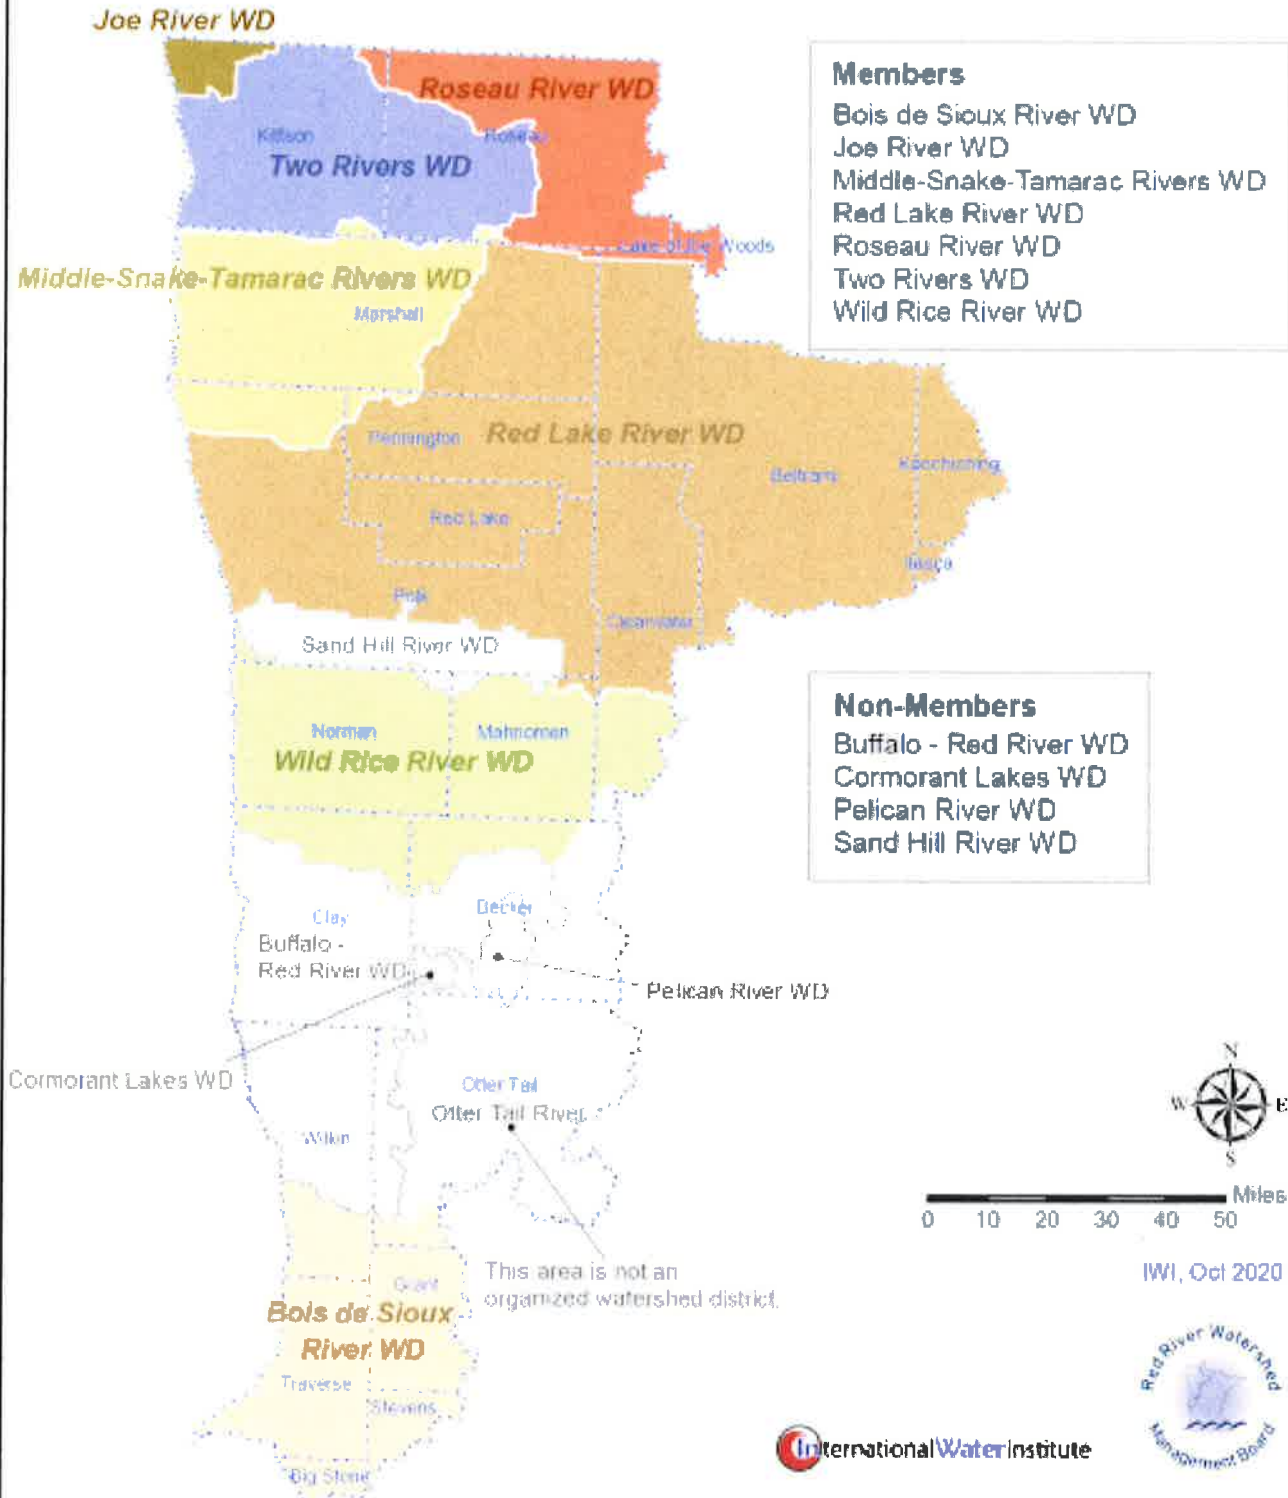 Joe River WD
Roseau River WD
Kittson
Roseau
Two Rivers WD
Lake of the Woods
Middle-Snake-Tamarac Rivers WD
Marshall
Members
Bois de Sioux River WD
Joe River WD
Middle-Snake-Tamarac Rivers WD
Red Lake River WD
Roseau River WD
Two Rivers WD
Wild Rice River WD
Pennington
Red Lake River WD
Beltrami
Koochiching
Red Lake
Itasca
Polk
Clearwater
Sand Hill River WD
Norman
Mahnomen
Wild Rice River WD
Non-Members
Buffalo - Red River WD
Cormorant Lakes WD
Pelican River WD
Sand Hill River WD
Clay
Becker
Buffalo -
Red River WD
Pelican River WD
Cormorant Lakes WD
Otter Tail
Otter Tail River
Wilkin
This area is not an
organized watershed district.
Grant
Bois de Sioux
River WD
Traverse
Stevens
Big Stone
N
W
E
S
Miles
0 10 20 30 40 50
IWI, Oct 2020
Red River Watershed
Management Board
InternationalWaterInstitute